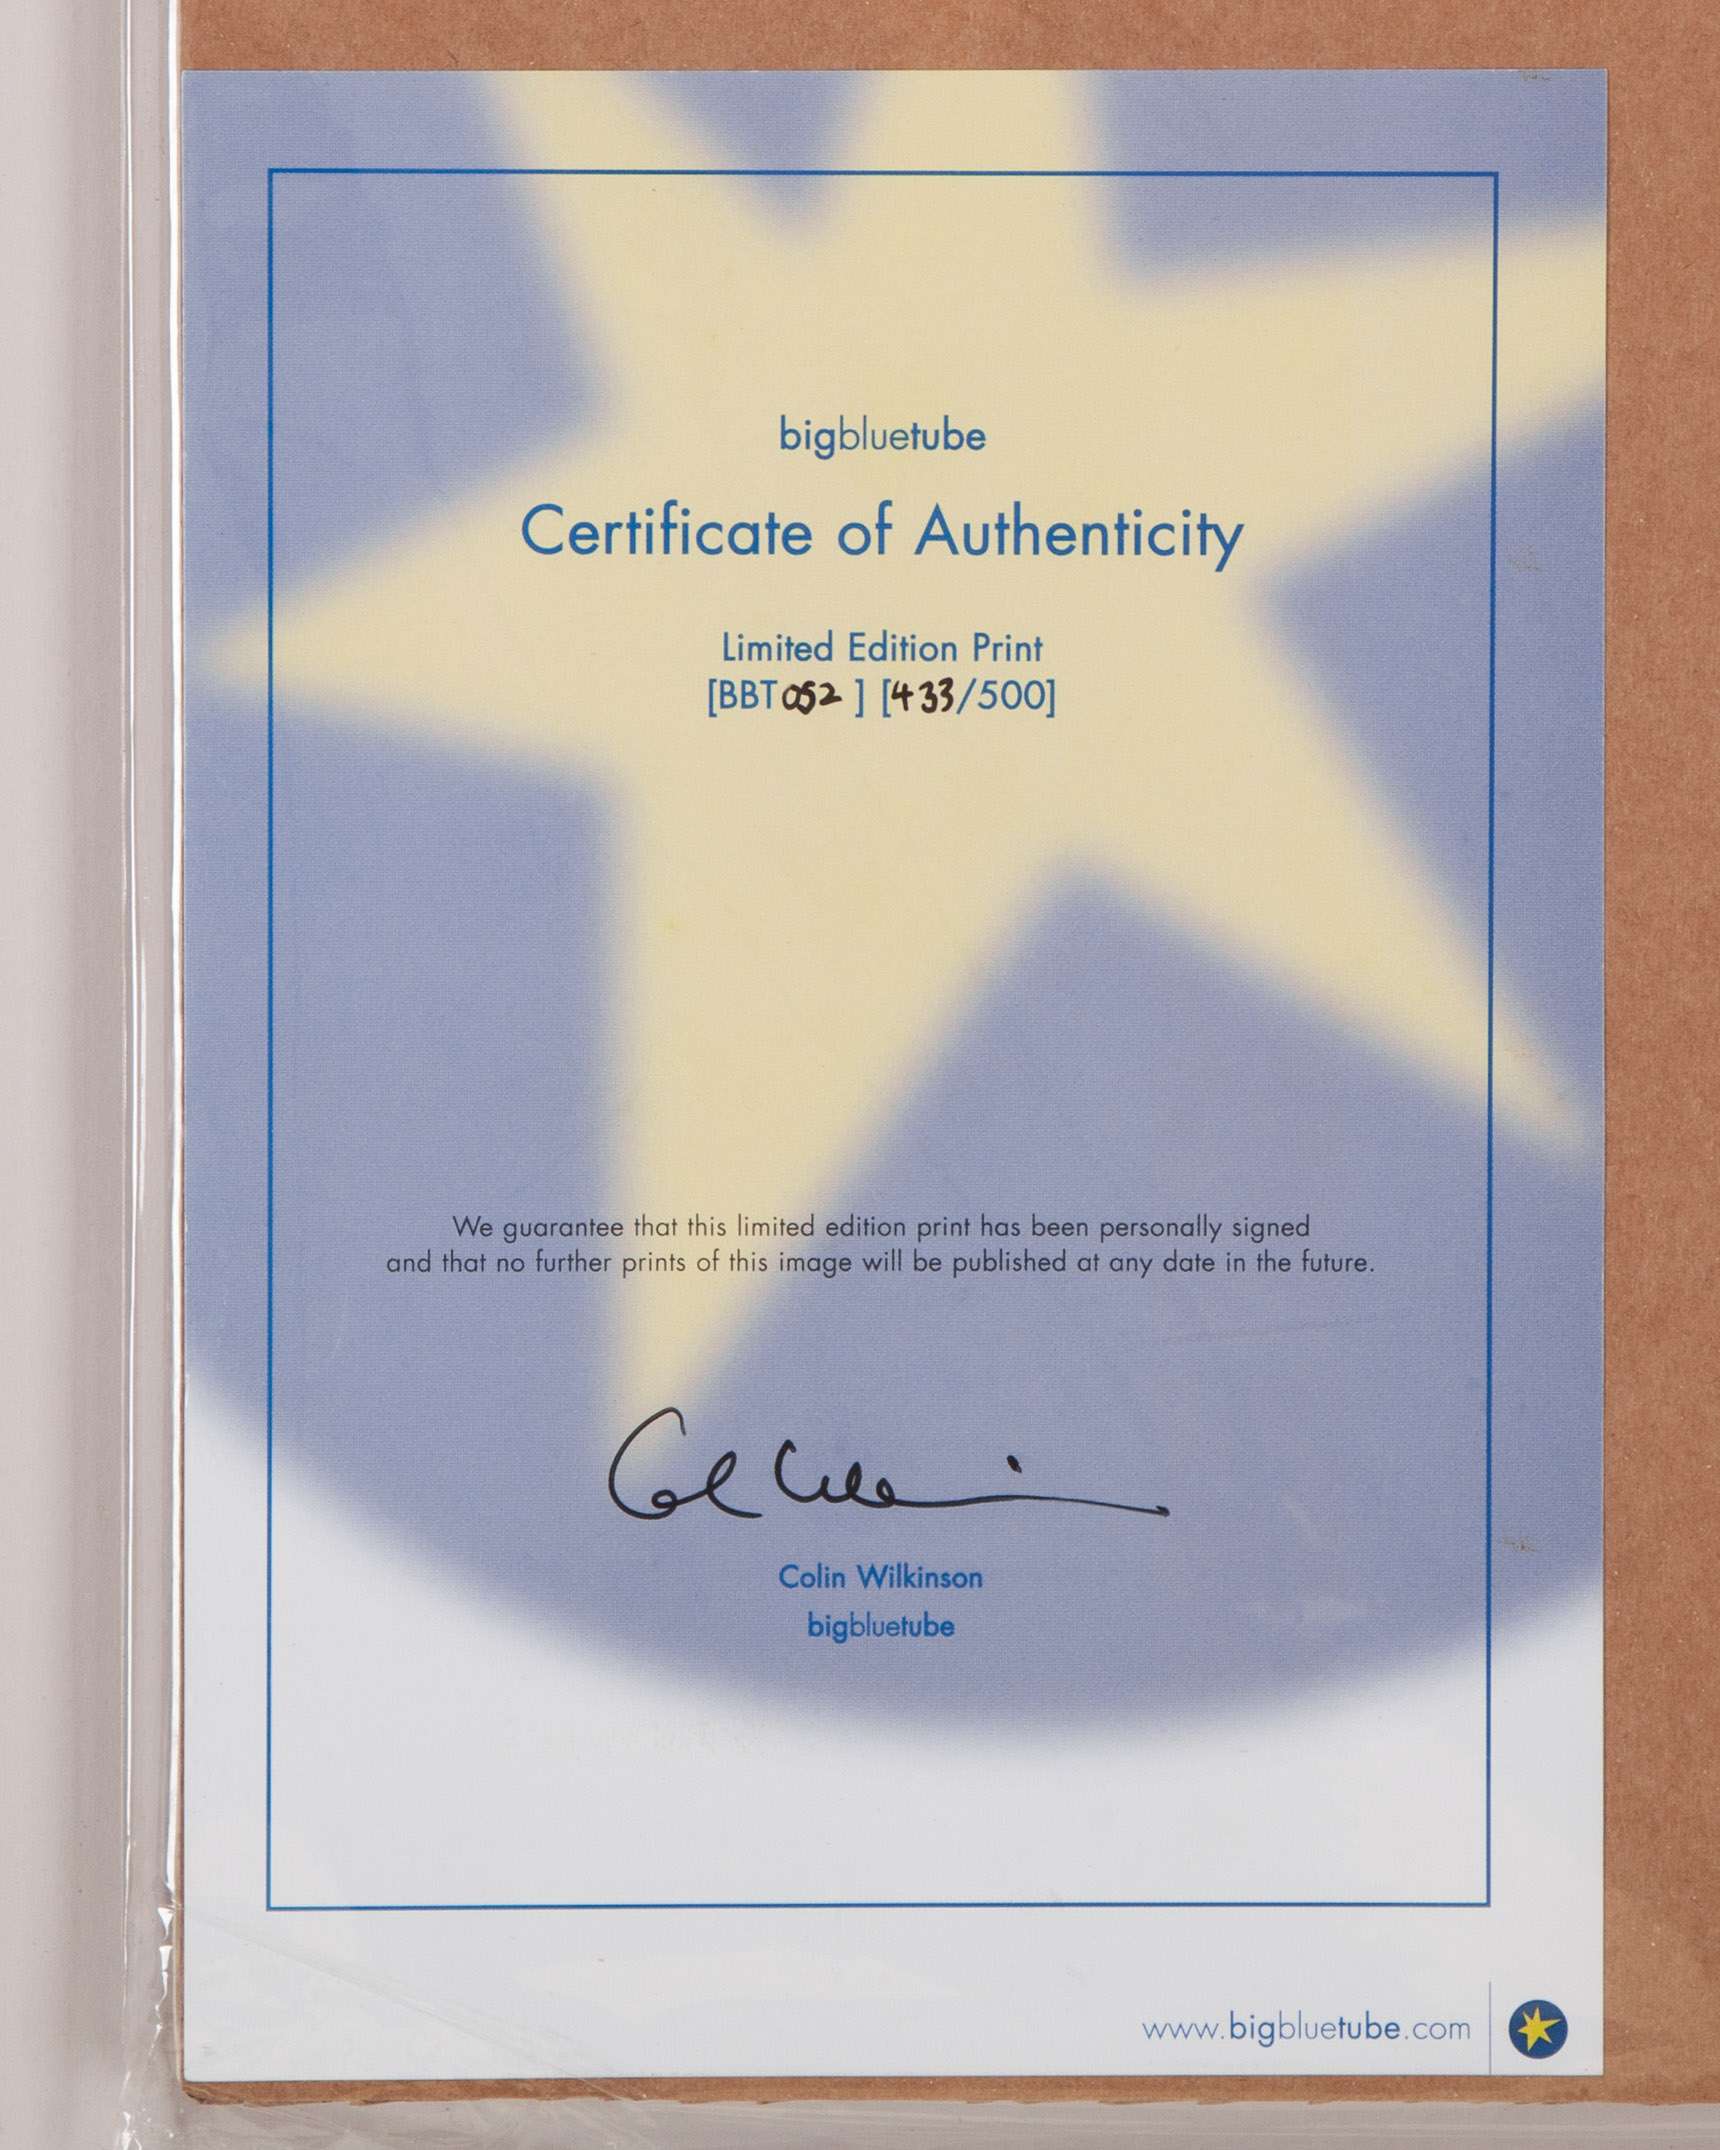 bigbluetube
Certificate of Authenticity
Limited Edition Print
[BBT052] [433/500]
We guarantee that this limited edition print has been personally signed
and that no further prints of this image will be published at any date in the future.
Colin Wilkinson
bigbluetube
www.bigbluetube.com